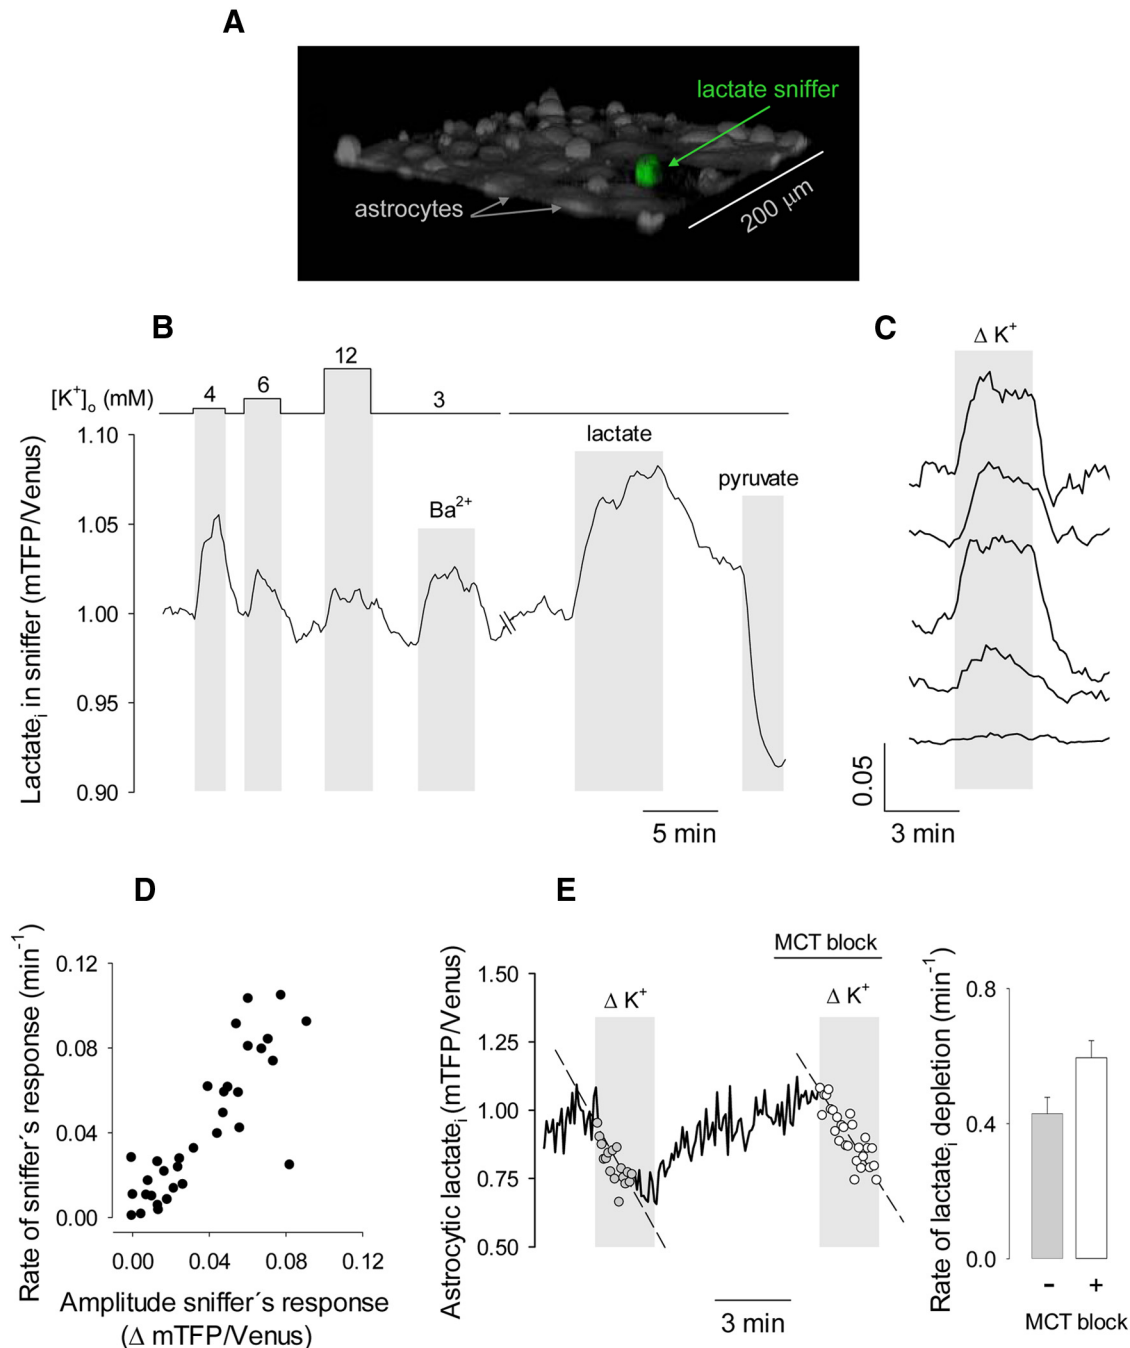 A
lactate sniffer
astrocytes
200 μm
B
[K⁺]ₒ (mM)
4
6
12
3
Lactateᵢ in sniffer (mTFP/Venus)
1.10
1.05
1.00
0.95
0.90
Ba²⁺
lactate
pyruvate
5 min
C
Δ K⁺
0.05
3 min
D
Rate of sniffer´s response (min⁻¹)
0.12
0.08
0.04
0.00
0.00
0.04
0.08
0.12
Amplitude sniffer´s response
(Δ mTFP/Venus)
E
Astrocytic lactateᵢ (mTFP/Venus)
1.50
1.25
1.00
0.75
0.50
Δ K⁺
MCT block
Δ K⁺
3 min
Rate of lactateᵢ depletion (min⁻¹)
0.8
0.4
0.0
- +
MCT block